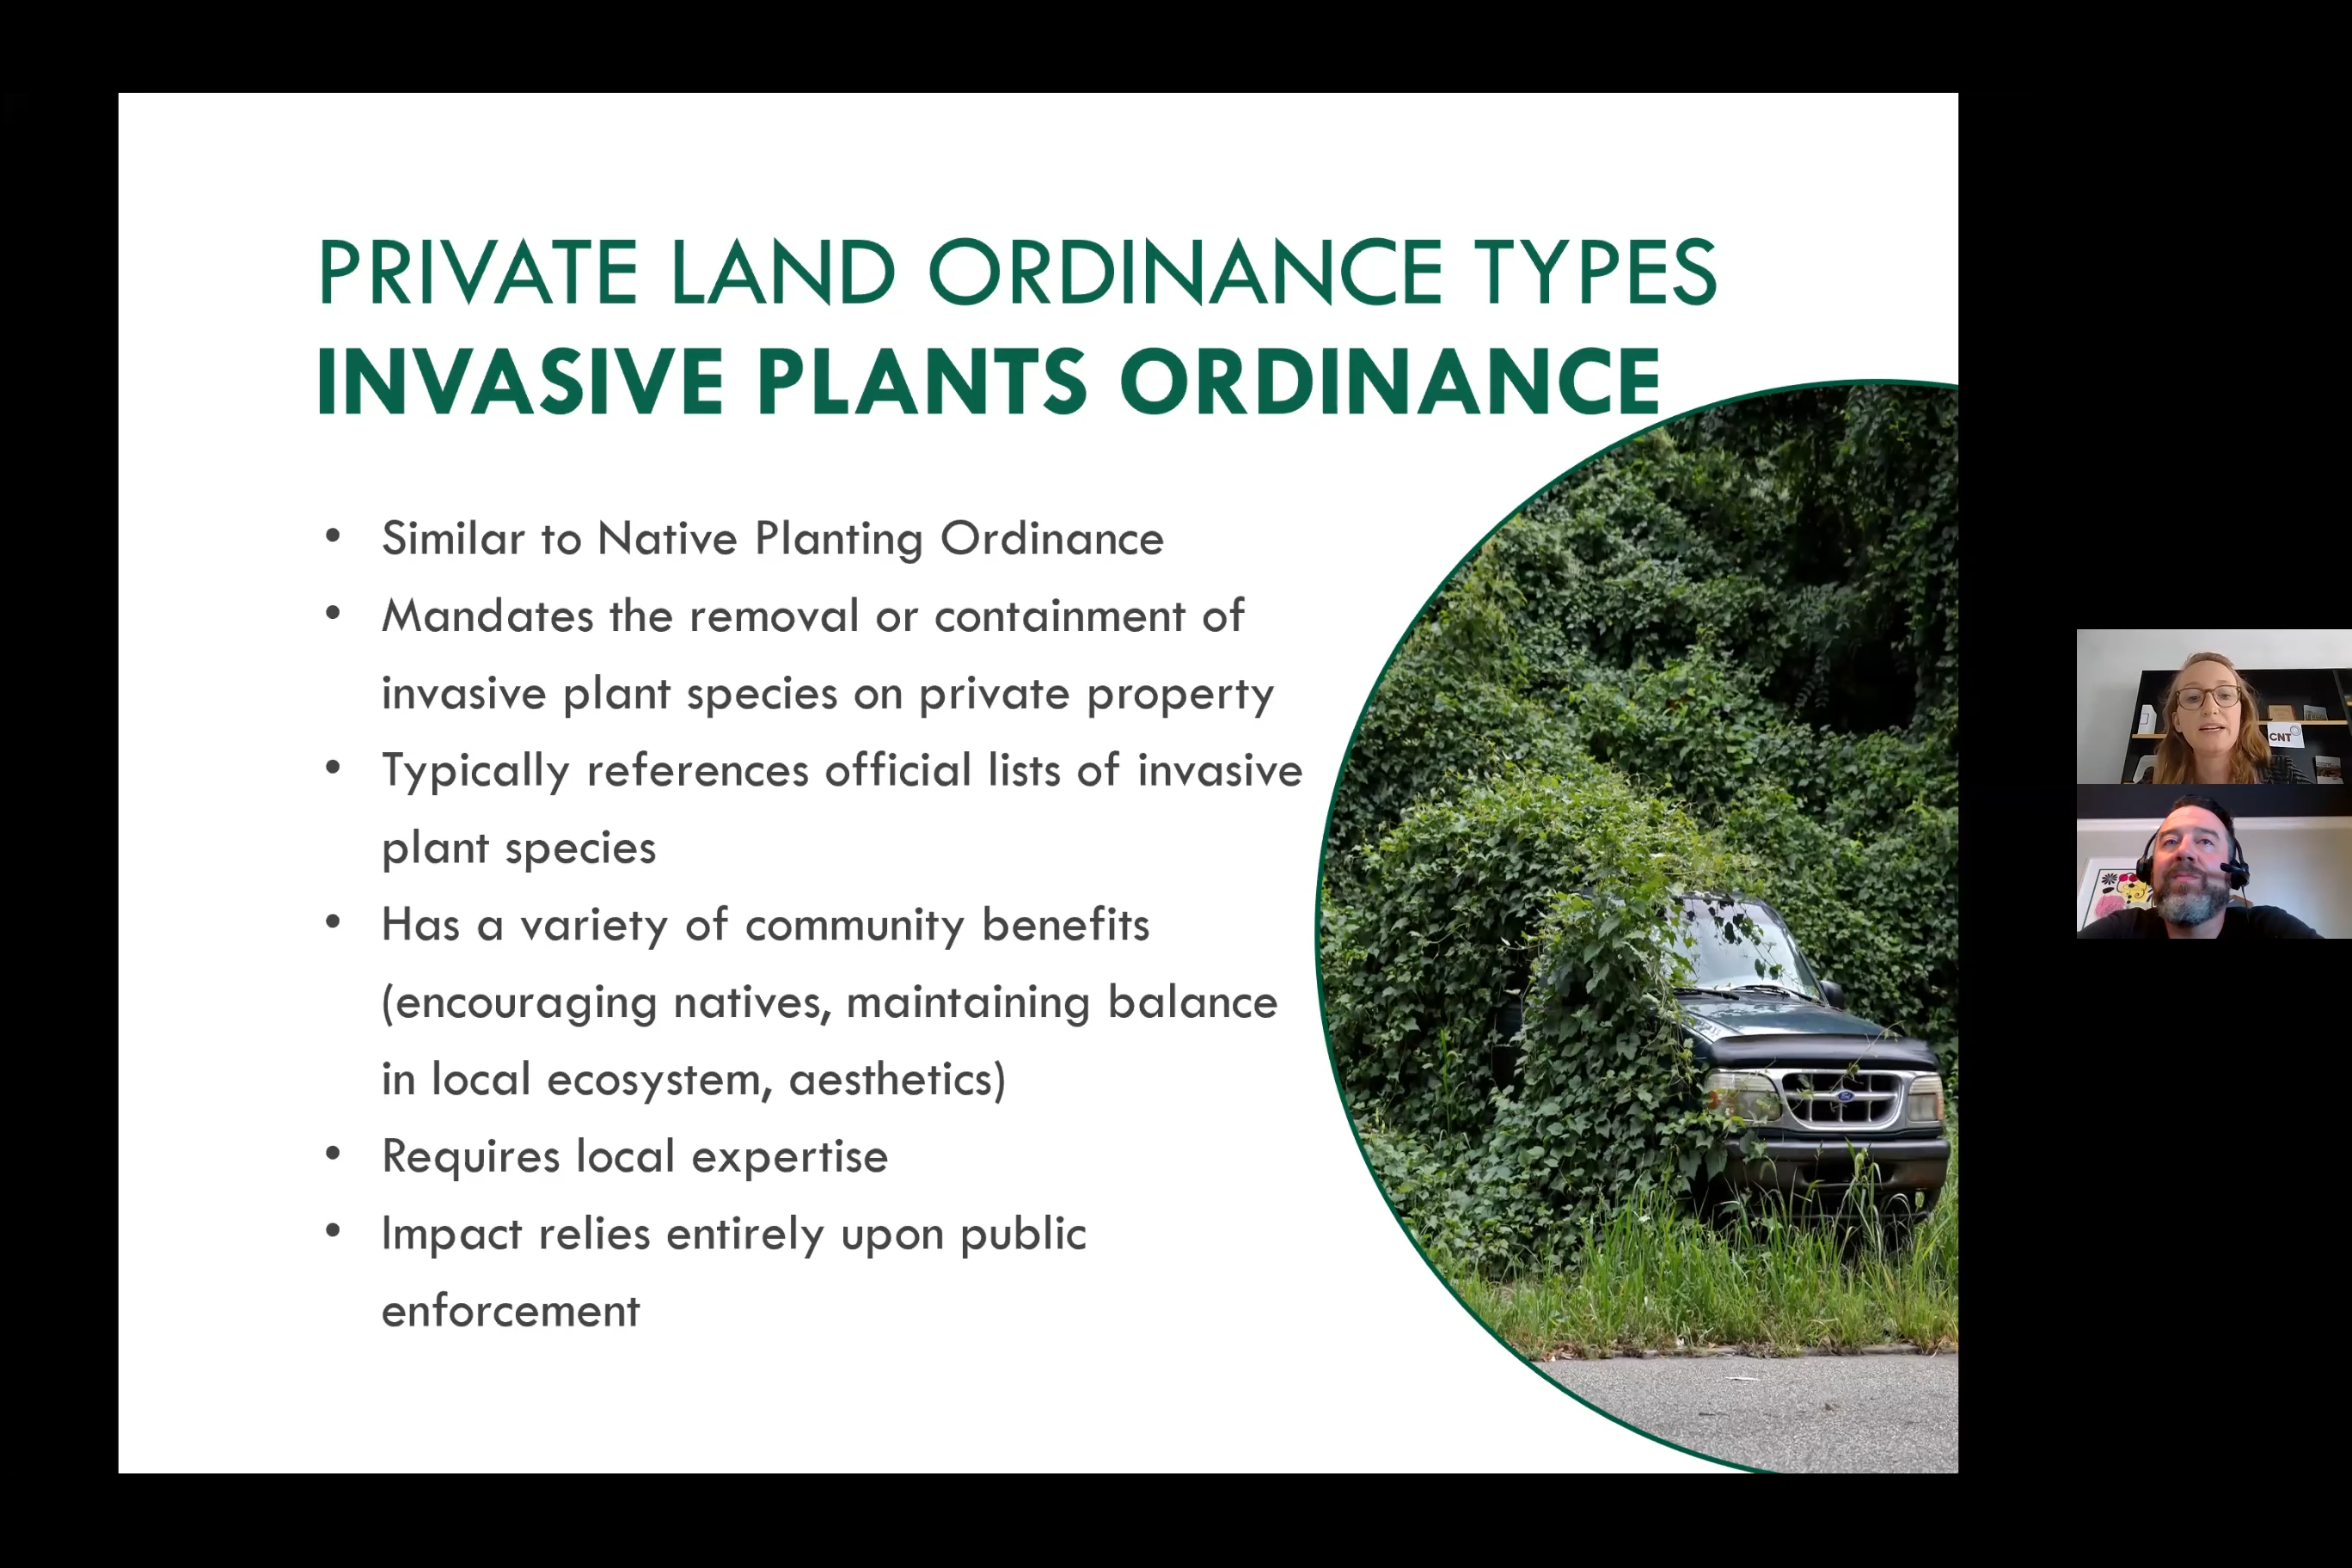 PRIVATE LAND ORDINANCE TYPES
INVASIVE PLANTS ORDINANCE
• Similar to Native Planting Ordinance
• Mandates the removal or containment of
invasive plant species on private property
• Typically references official lists of invasive
plant species
• Has a variety of community benefits
(encouraging natives, maintaining balance
in local ecosystem, aesthetics)
• Requires local expertise
• Impact relies entirely upon public
enforcement
Ford
CNT